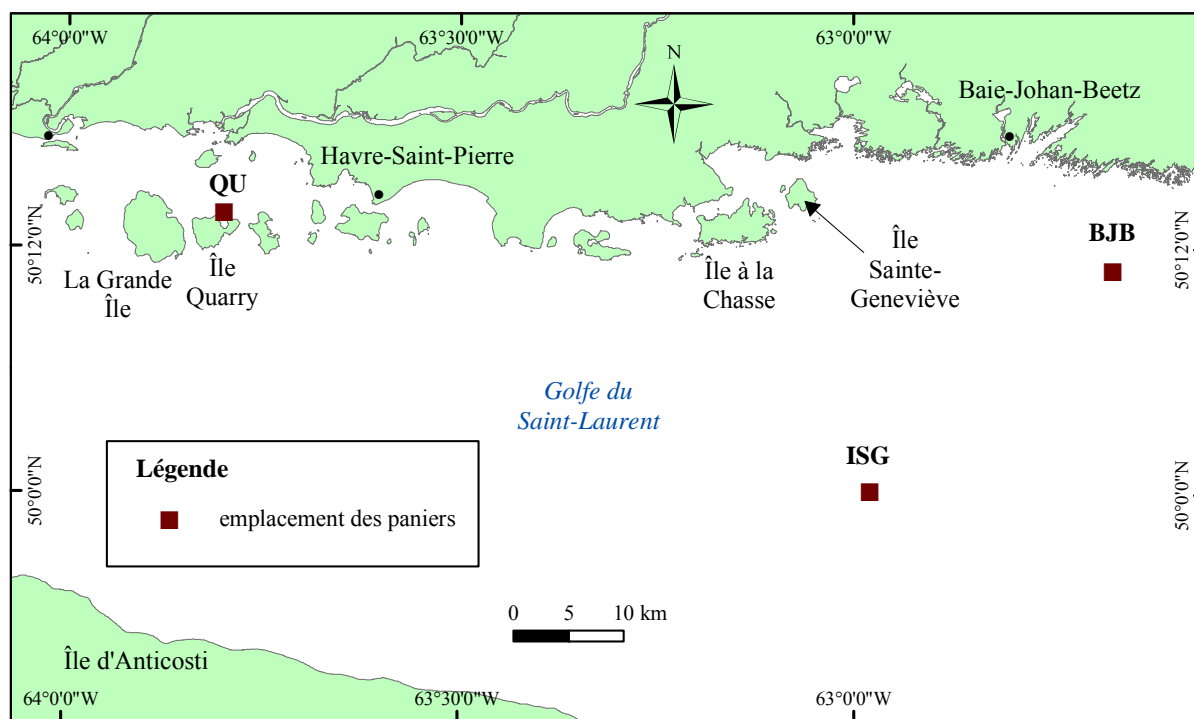 64°0'0"W
63°30'0"W
63°0'0"W
N
Baie-Johan-Beetz
Havre-Saint-Pierre
QU
50°12'0"N
50°12'0"N
BJB
La Grande
Île
Île
Quarry
Île à la
Chasse
Île
Sainte-
Geneviève
Golfe du
Saint-Laurent
ISG
Légende
emplacement des paniers
50°0'0"N
50°0'0"N
0 5 10 km
Île d'Anticosti
64°0'0"W
63°30'0"W
63°0'0"W